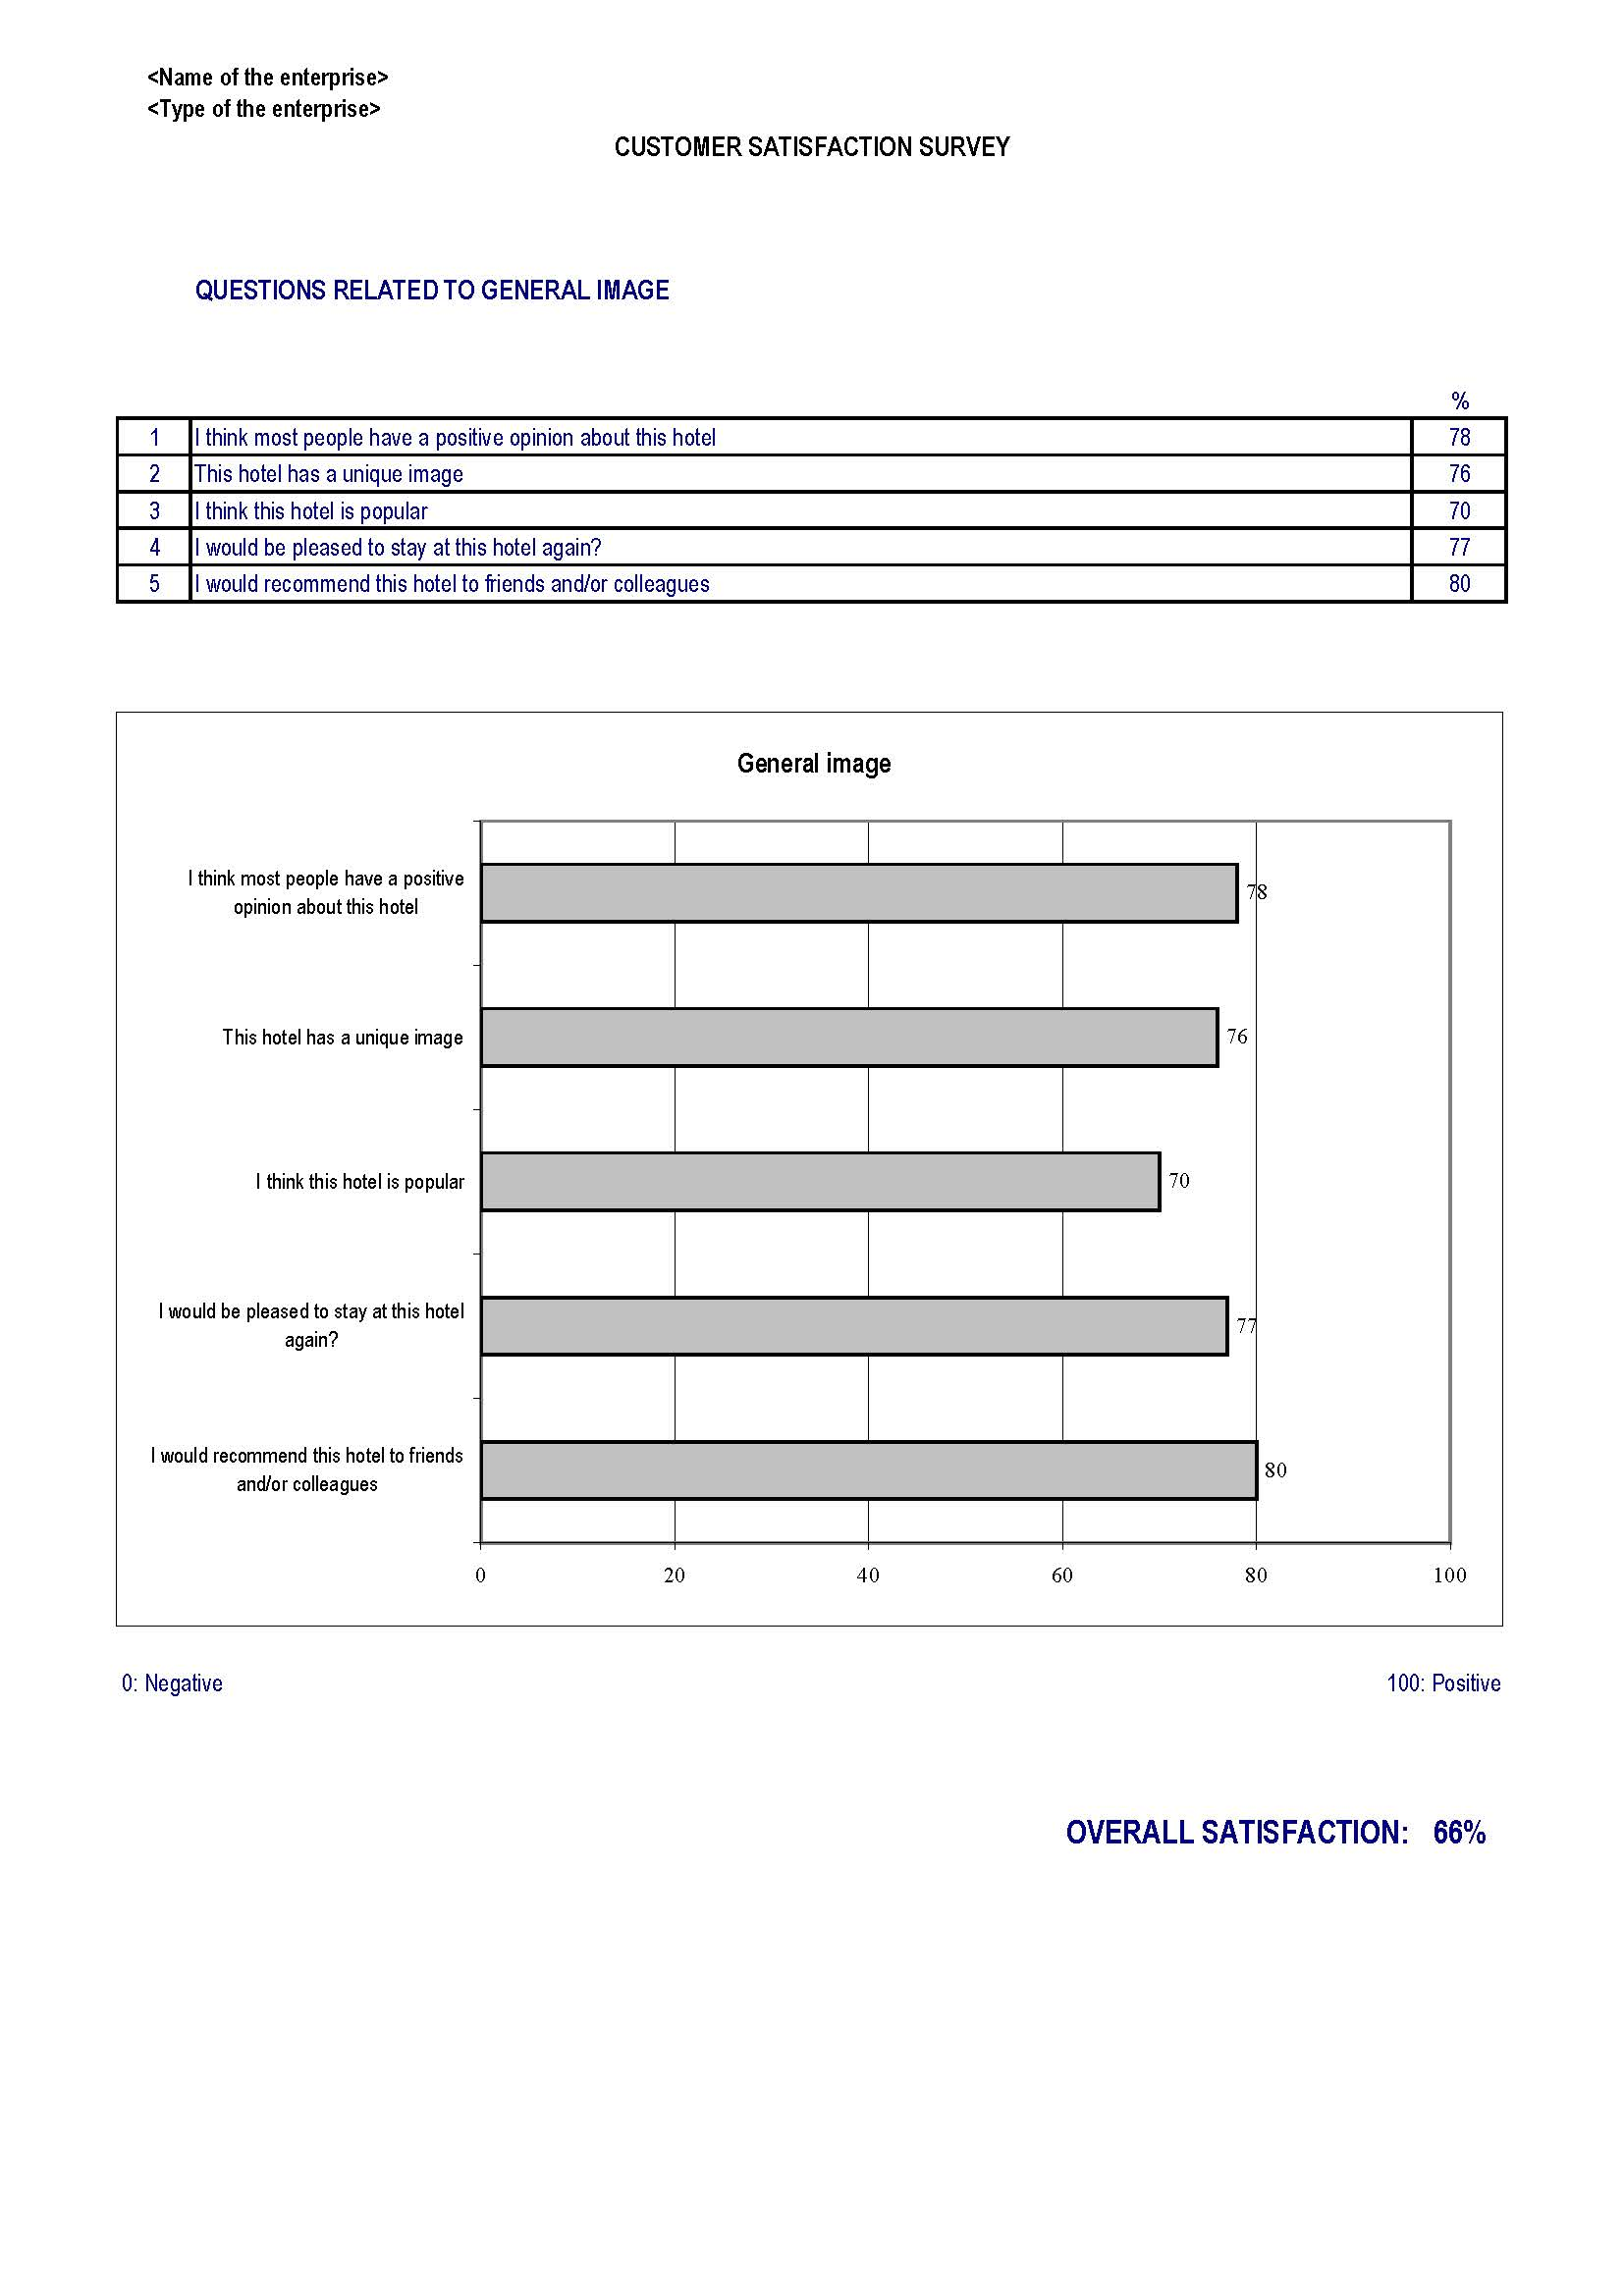 <Name of the enterprise>
<Type of the enterprise>
CUSTOMER SATISFACTION SURVEY
QUESTIONS RELATED TO GENERAL IMAGE
%
1 I think most people have a positive opinion about this hotel 78
2 This hotel has a unique image 76
3 I think this hotel is popular 70
4 I would be pleased to stay at this hotel again? 77
5 I would recommend this hotel to friends and/or colleagues 80
General image
I think most people have a positive
opinion about this hotel
78
This hotel has a unique image 76
I think this hotel is popular 70
I would be pleased to stay at this hotel
again?
77
I would recommend this hotel to friends
and/or colleagues
80
0 20 40 60 80 100
0: Negative 100: Positive
OVERALL SATISFACTION: 66%